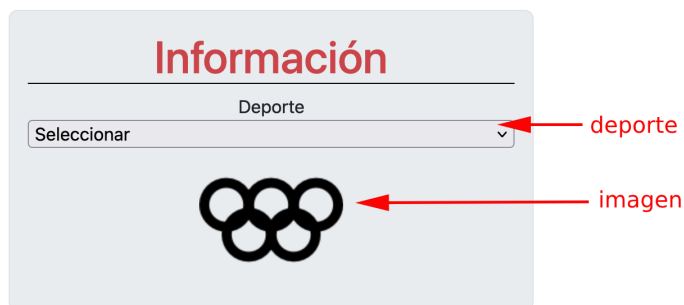 Información
Deporte
Seleccionar
deporte
imagen